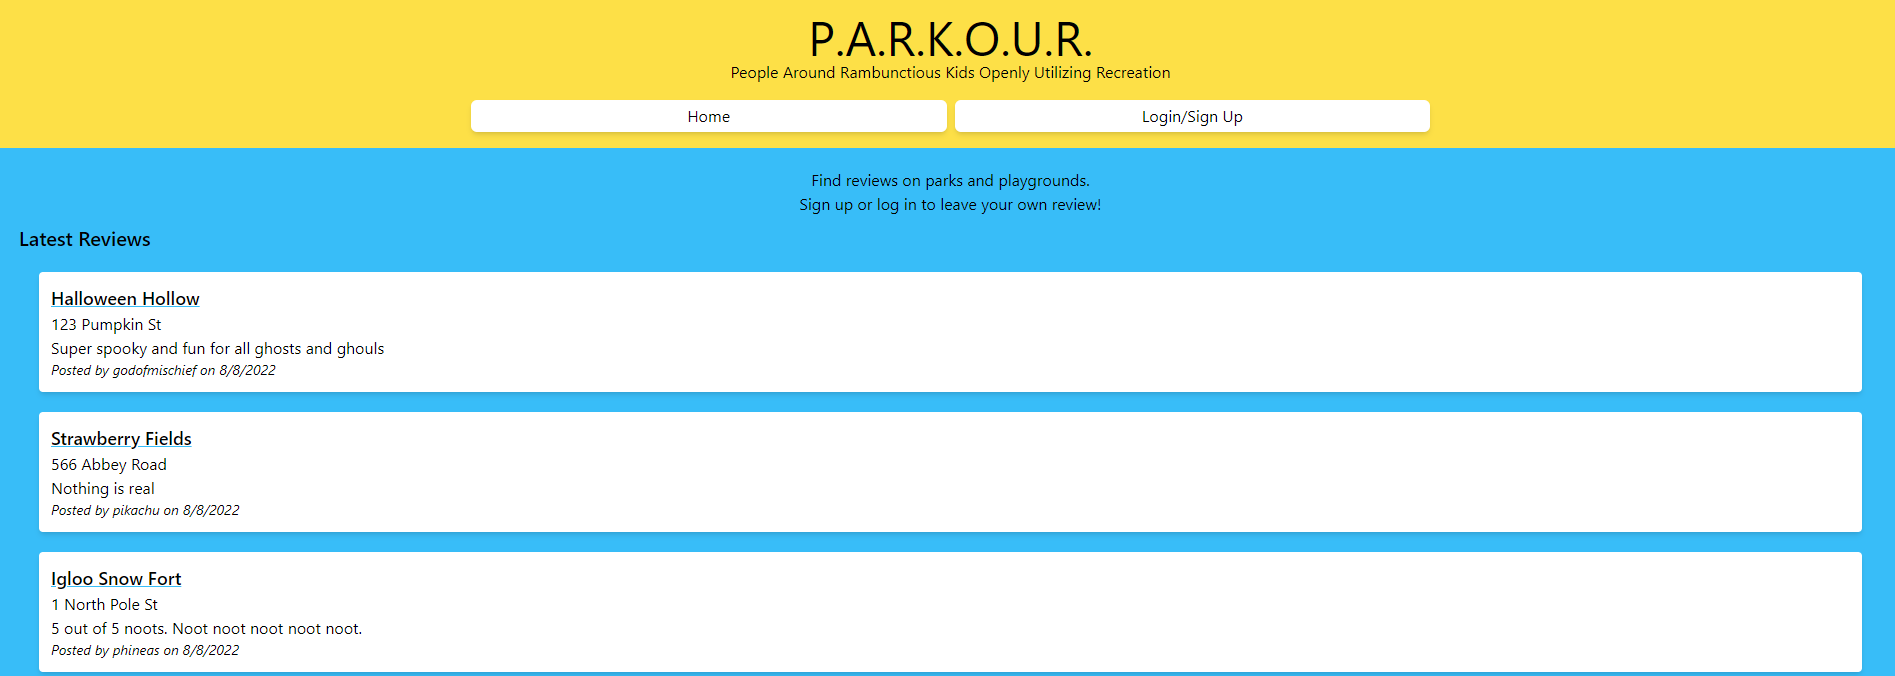 P.A.R.K.O.U.R.
People Around Rambunctious Kids Openly Utilizing Recreation
Home
Login/Sign Up
Find reviews on parks and playgrounds.
Sign up or log in to leave your own review!
Latest Reviews
Halloween Hollow
123 Pumpkin St
Super spooky and fun for all ghosts and ghouls
Posted by godofmischief on 8/8/2022
Strawberry Fields
566 Abbey Road
Nothing is real
Posted by pikachu on 8/8/2022
Igloo Snow Fort
1 North Pole St
5 out of 5 noots. Noot noot noot noot noot.
Posted by phineas on 8/8/2022